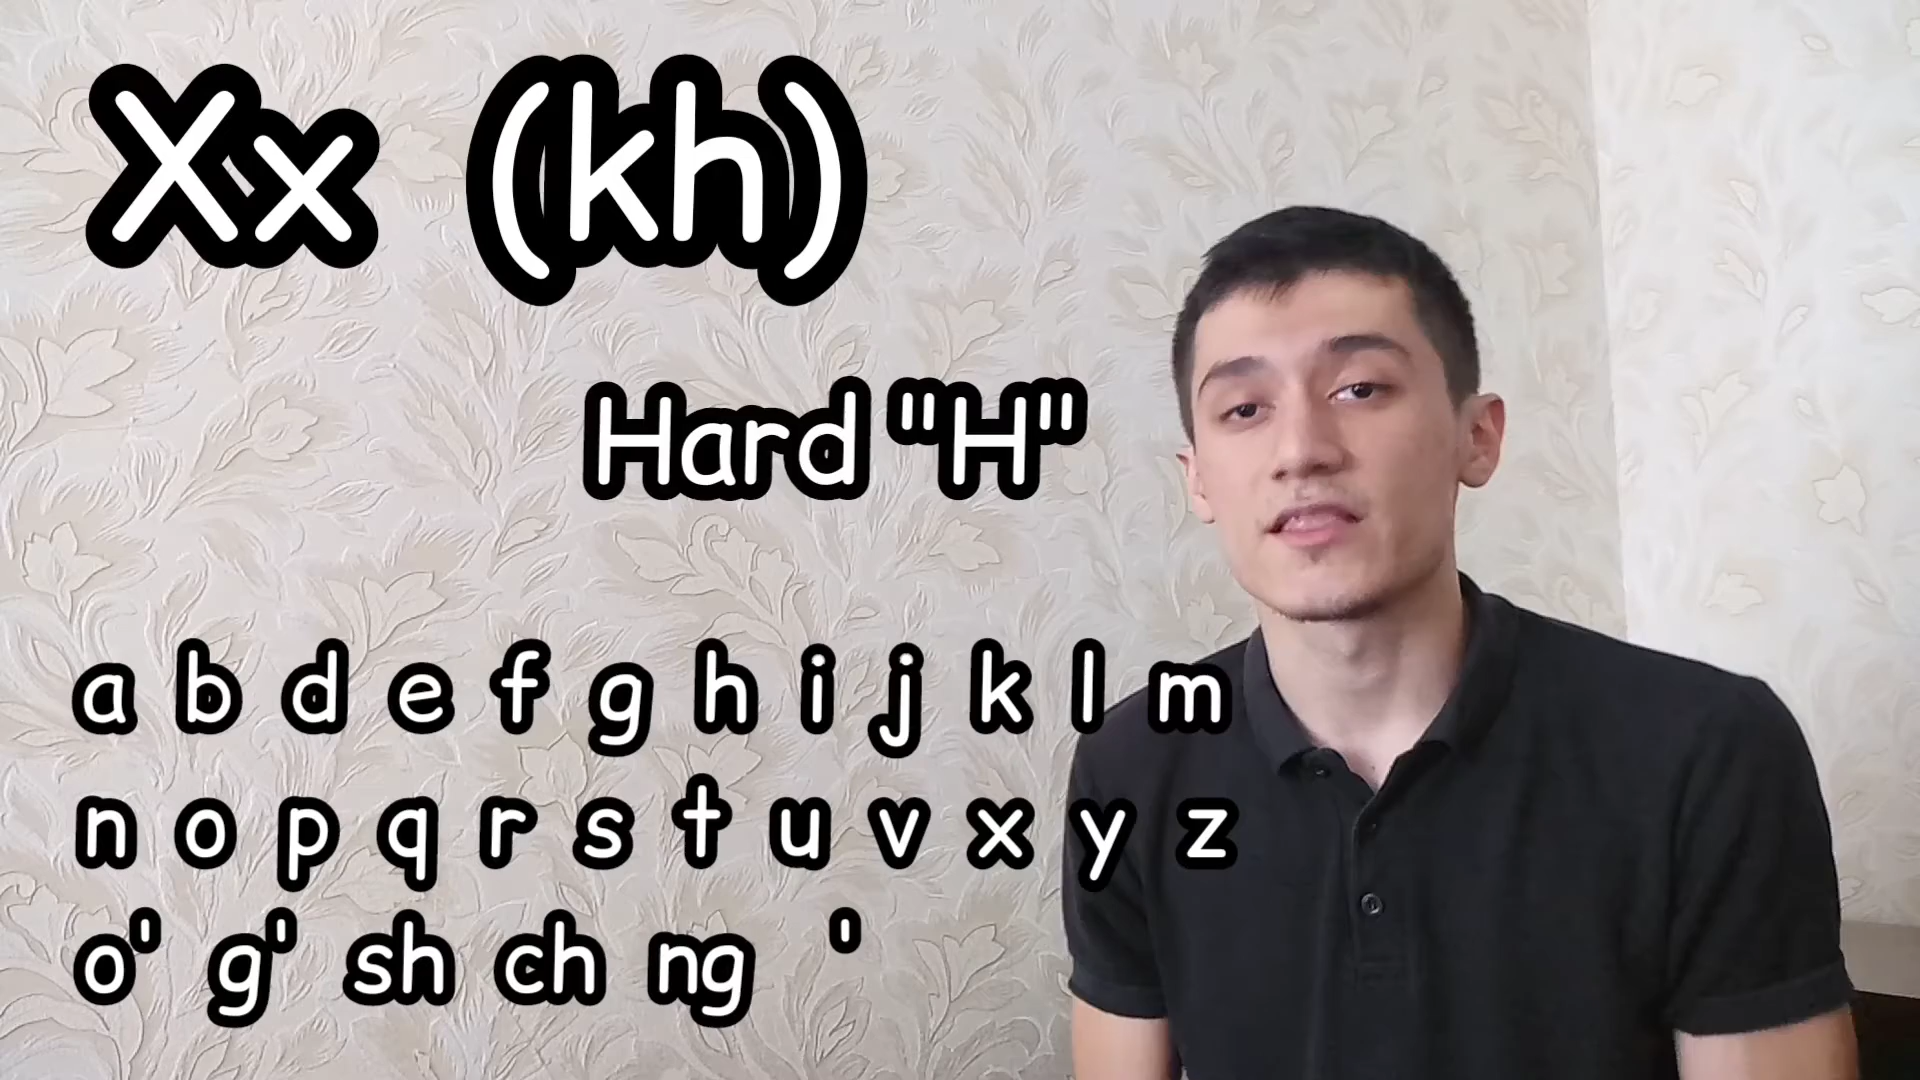 Xx (kh)
Hard "H"
a b d e f g h i j k l m
n o p q r s t u v x y z
o' g' sh ch ng '